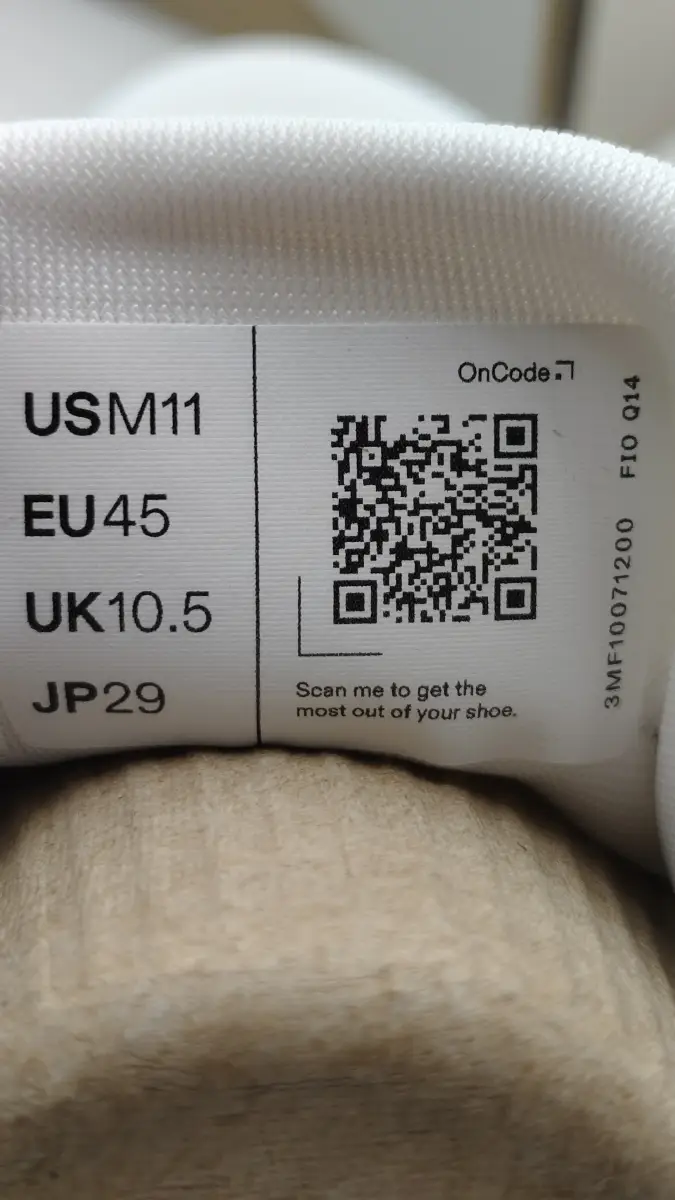 USM11
EU45
UK10.5
JP29
OnCode
Scan me to get the
most out of your shoe.
3MF10071200 FIO Q14